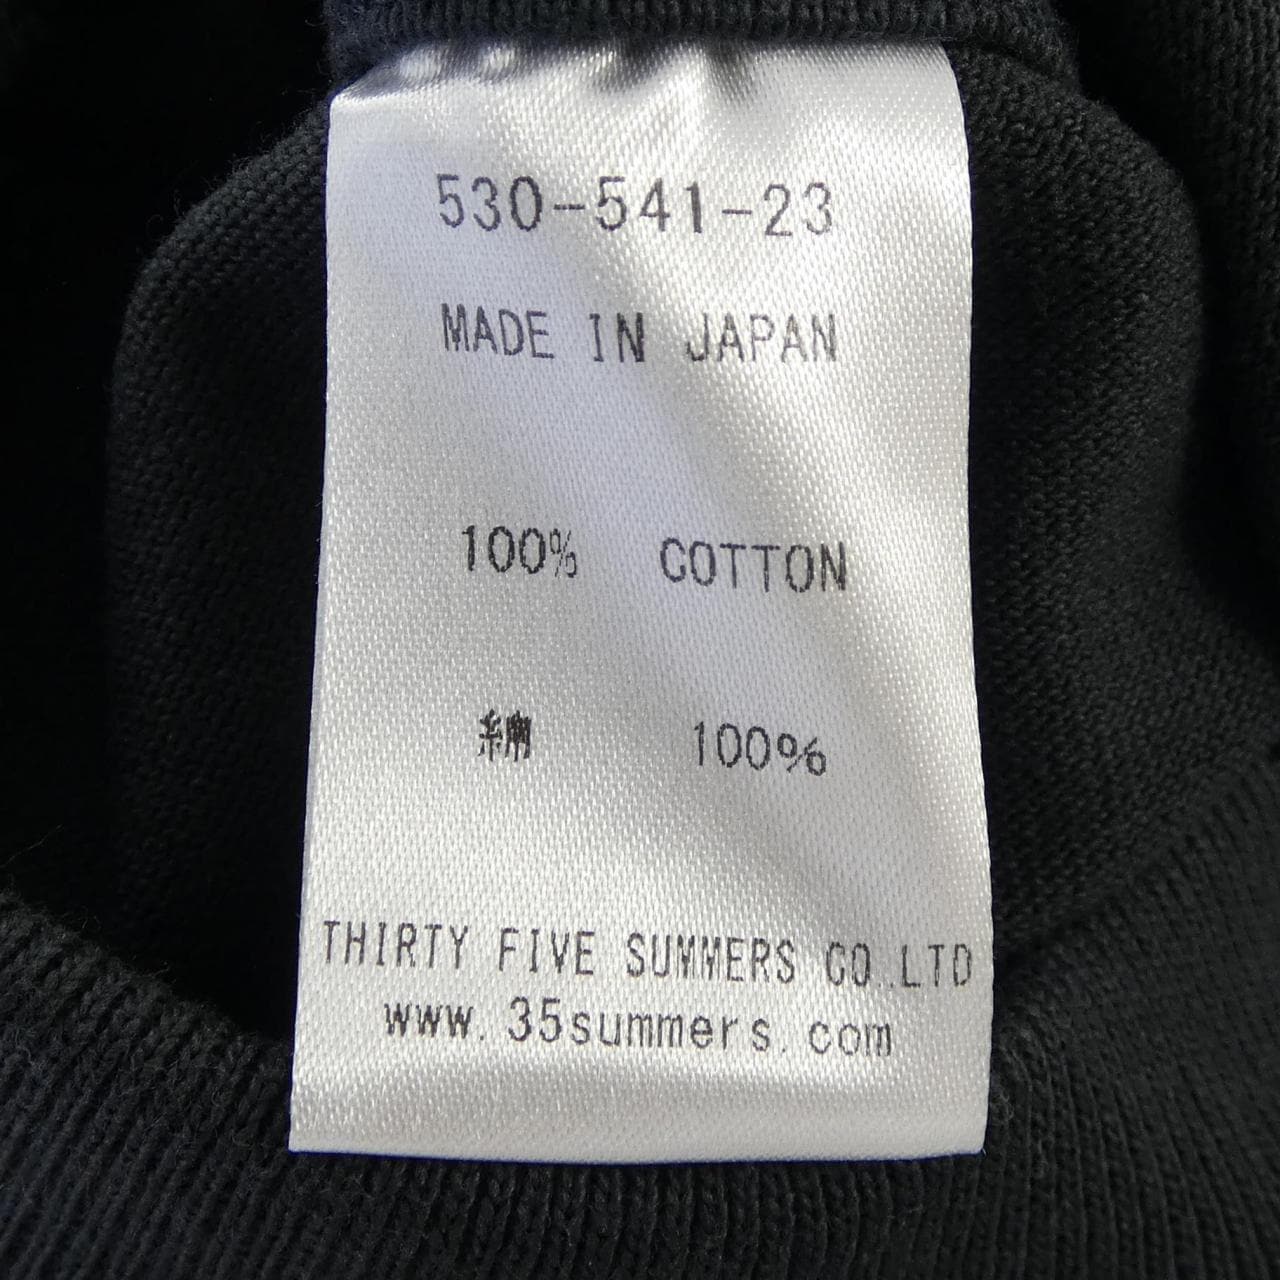 530-541-23
MADE IN JAPAN
100% COTTON
綿 100%
THIRTY FIVE SUMMERS CO.,LTD
www.35summers.com